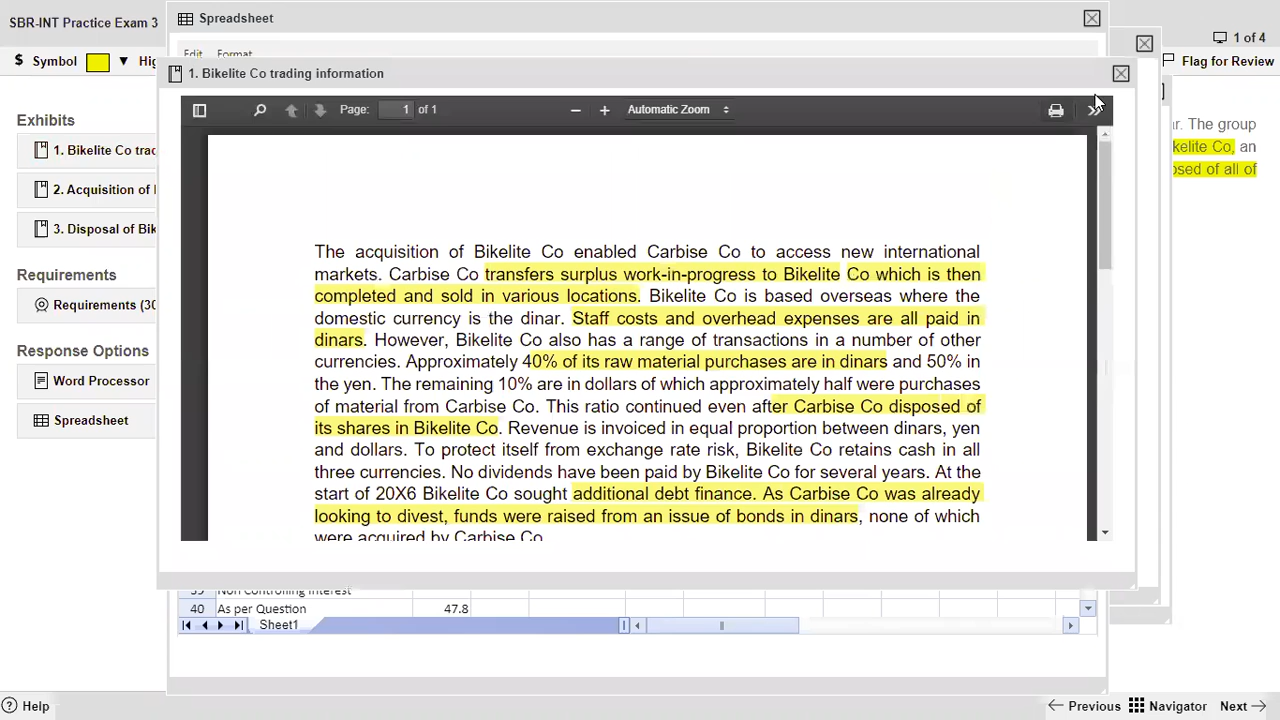 SBR-INT Practice Exam 3
Spreadsheet
1 of 4
Symbol
Edit Format
Flag for Review
1. Bikelite Co trading information
Exhibits
Page: 1 of 1
Automatic Zoom
1. Bikelite Co trad
r. The group
kelite Co, an
osed of all of
2. Acquisition of
3. Disposal of Bik
Requirements
Requirements (30
Response Options
Word Processor
Spreadsheet
The acquisition of Bikelite Co enabled Carbise Co to access new international
markets. Carbise Co transfers surplus work-in-progress to Bikelite Co which is then
completed and sold in various locations. Bikelite Co is based overseas where the
domestic currency is the dinar. Staff costs and overhead expenses are all paid in
dinars. However, Bikelite Co also has a range of transactions in a number of other
currencies. Approximately 40% of its raw material purchases are in dinars and 50% in
the yen. The remaining 10% are in dollars of which approximately half were purchases
of material from Carbise Co. This ratio continued even after Carbise Co disposed of
its shares in Bikelite Co. Revenue is invoiced in equal proportion between dinars, yen
and dollars. To protect itself from exchange rate risk, Bikelite Co retains cash in all
three currencies. No dividends have been paid by Bikelite Co for several years. At the
start of 20X6 Bikelite Co sought additional debt finance. As Carbise Co was already
looking to divest, funds were raised from an issue of bonds in dinars, none of which
were acquired by Carbise Co.
39 Non Controlling Interest
40 As per Question 47.8
Sheet1
Help
Previous
Navigator
Next